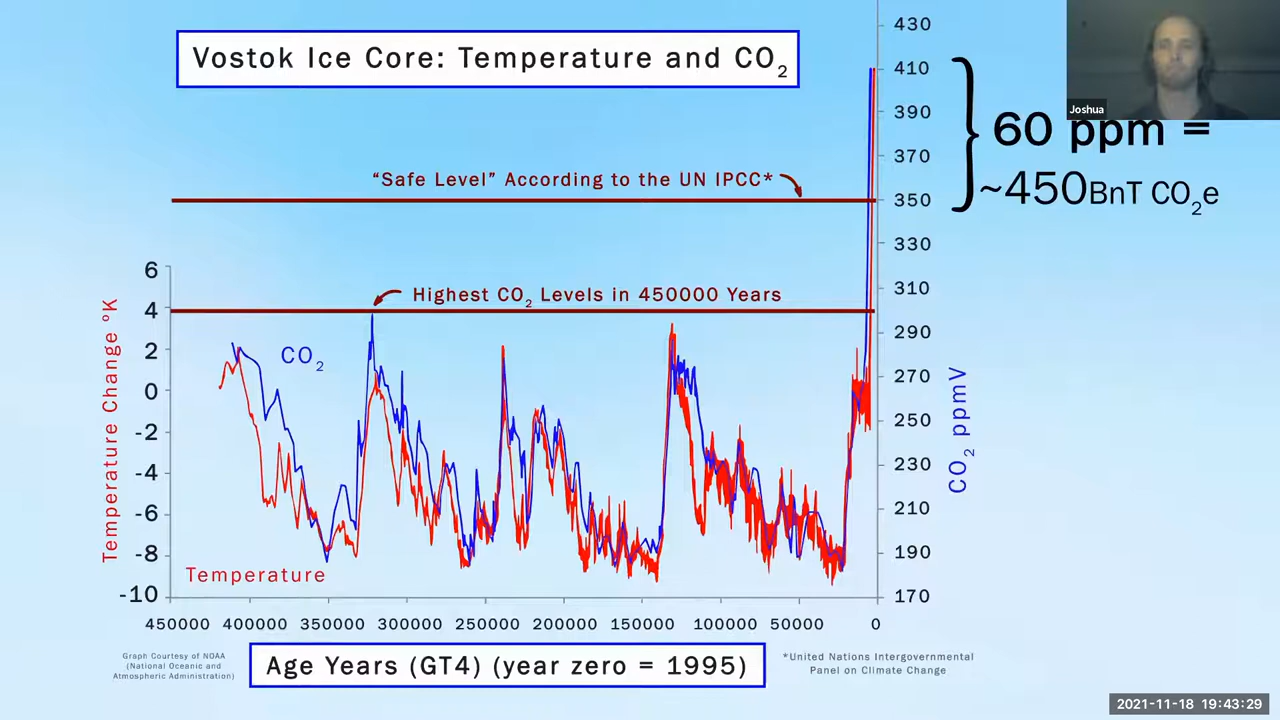 Vostok Ice Core: Temperature and CO2
430
410
390
370
350
330
310
290
270
250
230
210
190
170
Joshua
60 ppm =
~450BnT CO2e
"Safe Level" According to the UN IPCC*
Highest CO2 Levels in 450000 Years
6
4
2
0
-2
-4
-6
-8
-10
Temperature Change °K
CO2
CO2 ppmV
Temperature
450000 400000 350000 300000 250000 200000 150000 100000 50000 0
Graph Courtesy of NOAA
(National Oceanic and
Atmospheric Administration)
Age Years (GT4) (year zero = 1995)
*United Nations Intergovernmental
Panel on Climate Change
2021-11-18 19:43:29